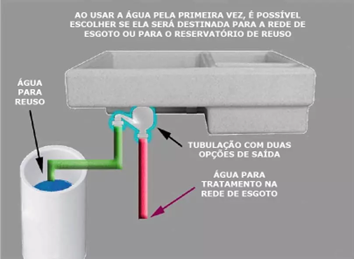 AO USAR A ÁGUA PELA PRIMEIRA VEZ, É POSSÍVEL
ESCOLHER SE ELA SERÁ DESTINADA PARA A REDE DE
ESGOTO OU PARA O RESERVATÓRIO DE REUSO
ÁGUA
PARA
REUSO
TUBULAÇÃO COM DUAS
OPÇÕES DE SAÍDA
ÁGUA PARA
TRATAMENTO NA
REDE DE ESGOTO